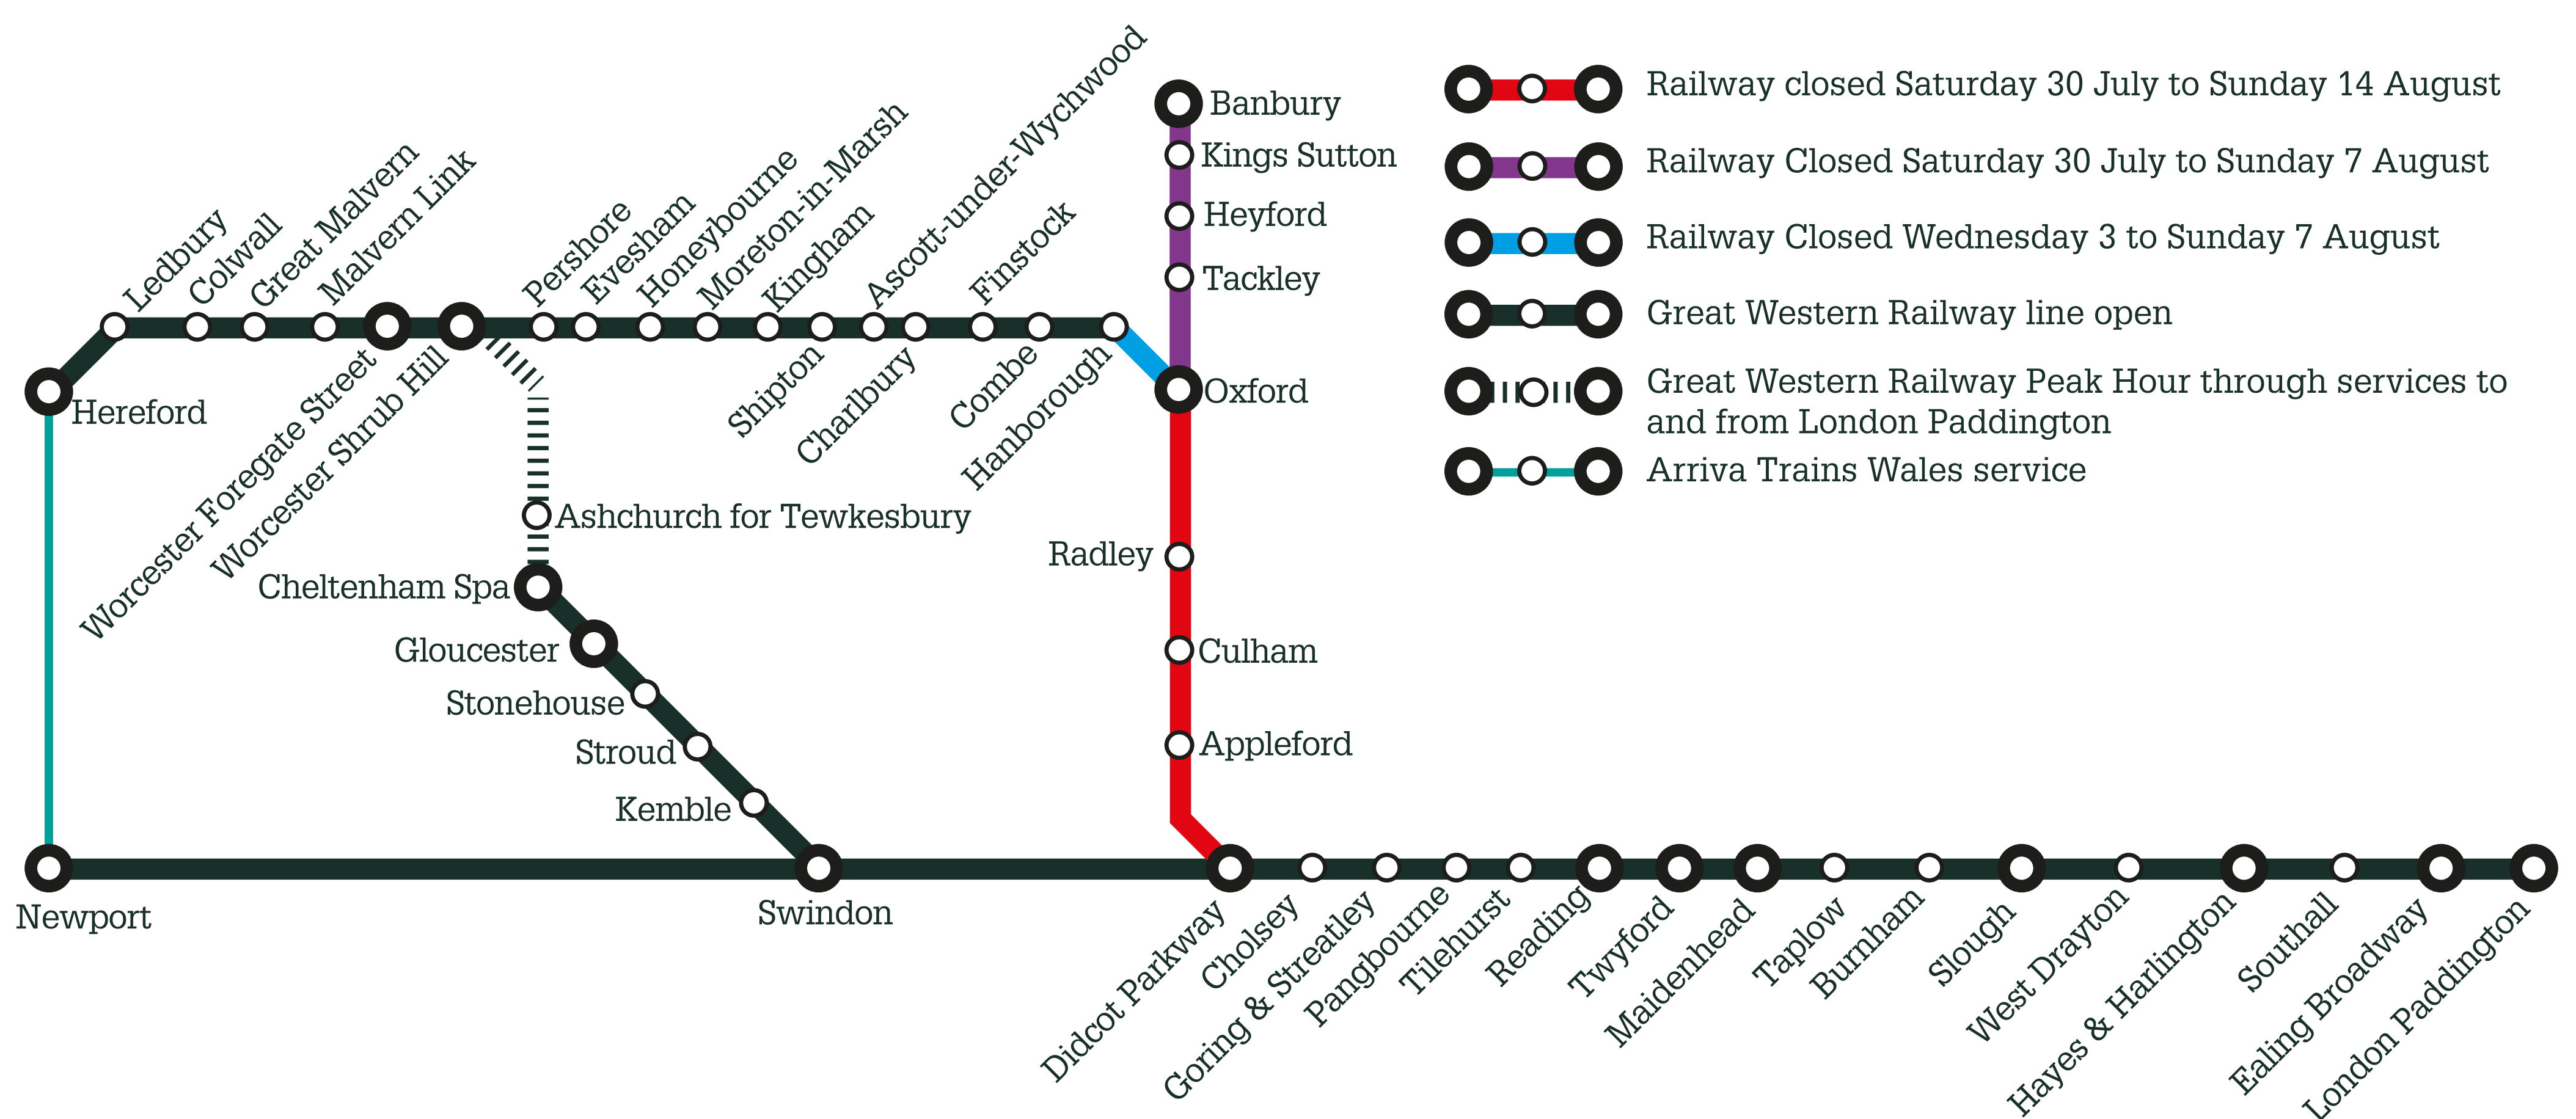 Ledbury
Colwall
Great Malvern
Malvern Link
Pershore
Evesham
Honeybourne
Moreton-in-Marsh
Kingham
Ascott-under-Wychwood
Finstock
Banbury
Kings Sutton
Heyford
Tackley
Oxford
Hereford
Worcester Foregate Street
Worcester Shrub Hill
Shipton
Charlbury
Combe
Hanborough
Railway closed Saturday 30 July to Sunday 14 August
Railway Closed Saturday 30 July to Sunday 7 August
Railway Closed Wednesday 3 to Sunday 7 August
Great Western Railway line open
Great Western Railway Peak Hour through services to
and from London Paddington
Arriva Trains Wales service
Ashchurch for Tewkesbury
Cheltenham Spa
Gloucester
Stonehouse
Stroud
Kemble
Radley
Culham
Appleford
Newport
Swindon
Didcot Parkway
Cholsey
Goring & Streatley
Pangbourne
Tilehurst
Reading
Twyford
Maidenhead
Taplow
Burnham
Slough
West Drayton
Hayes & Harlington
Southall
Ealing Broadway
London Paddington